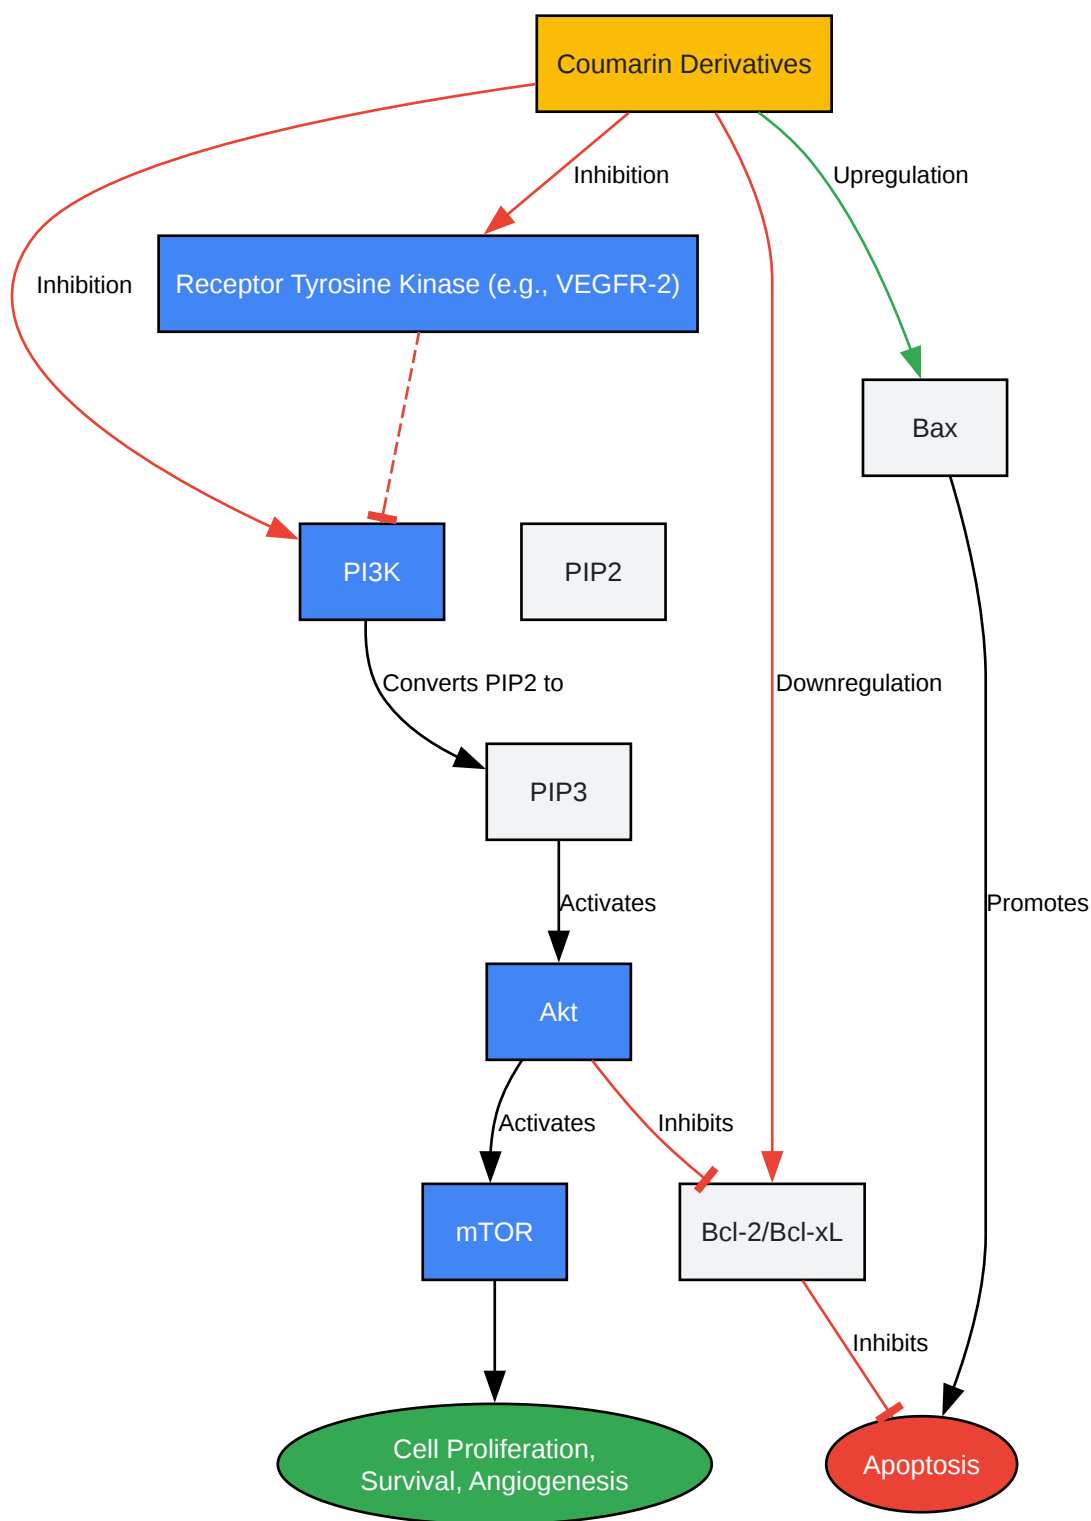 Coumarin Derivatives
Inhibition
Upregulation
Inhibition
Receptor Tyrosine Kinase (e.g., VEGFR-2)
Bax
PI3K
PIP2
Converts PIP2 to
Downregulation
PIP3
Activates
Promotes
Akt
Activates
Inhibits
mTOR
Bcl-2/Bcl-xL
Inhibits
Cell Proliferation,
Survival, Angiogenesis
Apoptosis